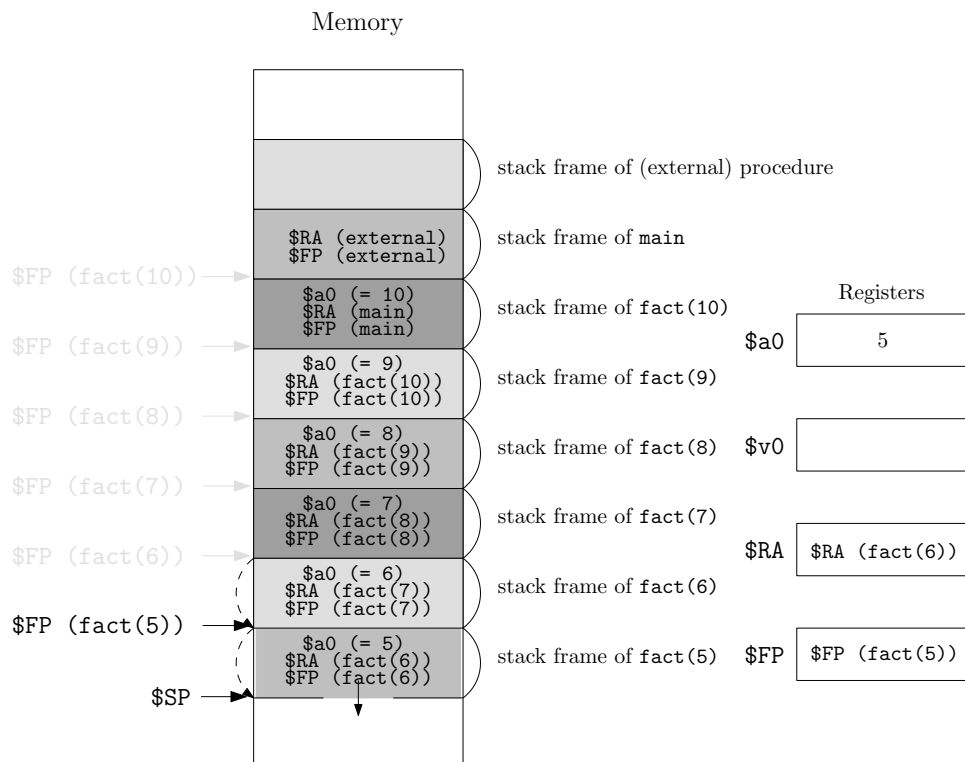 Memory
stack frame of (external) procedure
$RA (external)
$FP (external)
stack frame of main
$FP (fact(10))
$a0 (= 10)
$RA (main)
$FP (main)
stack frame of fact(10)
Registers
$a0
5
$FP (fact(9))
$a0 (= 9)
$RA (fact(10))
$FP (fact(10))
stack frame of fact(9)
$FP (fact(8))
$a0 (= 8)
$RA (fact(9))
$FP (fact(9))
stack frame of fact(8)
$v0
$FP (fact(7))
$a0 (= 7)
$RA (fact(8))
$FP (fact(8))
stack frame of fact(7)
$RA
$RA (fact(6))
$FP (fact(6))
$a0 (= 6)
$RA (fact(7))
$FP (fact(7))
stack frame of fact(6)
$FP (fact(5))
$a0 (= 5)
$RA (fact(6))
$FP (fact(6))
stack frame of fact(5)
$FP
$FP (fact(5))
$SP